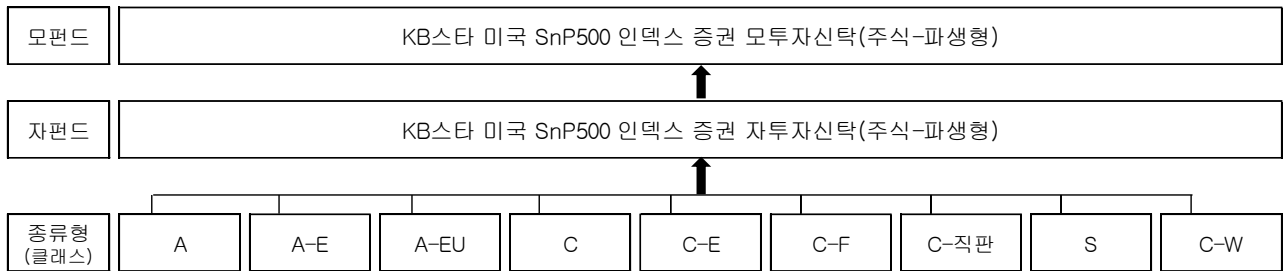 모펀드
KB스타 미국 SnP500 인덱스 증권 모투자신탁(주식-파생형)
자펀드
KB스타 미국 SnP500 인덱스 증권 자투자신탁(주식-파생형)
종류형
(클래스)
A
A-E
A-EU
C
C-E
C-F
C-직판
S
C-W